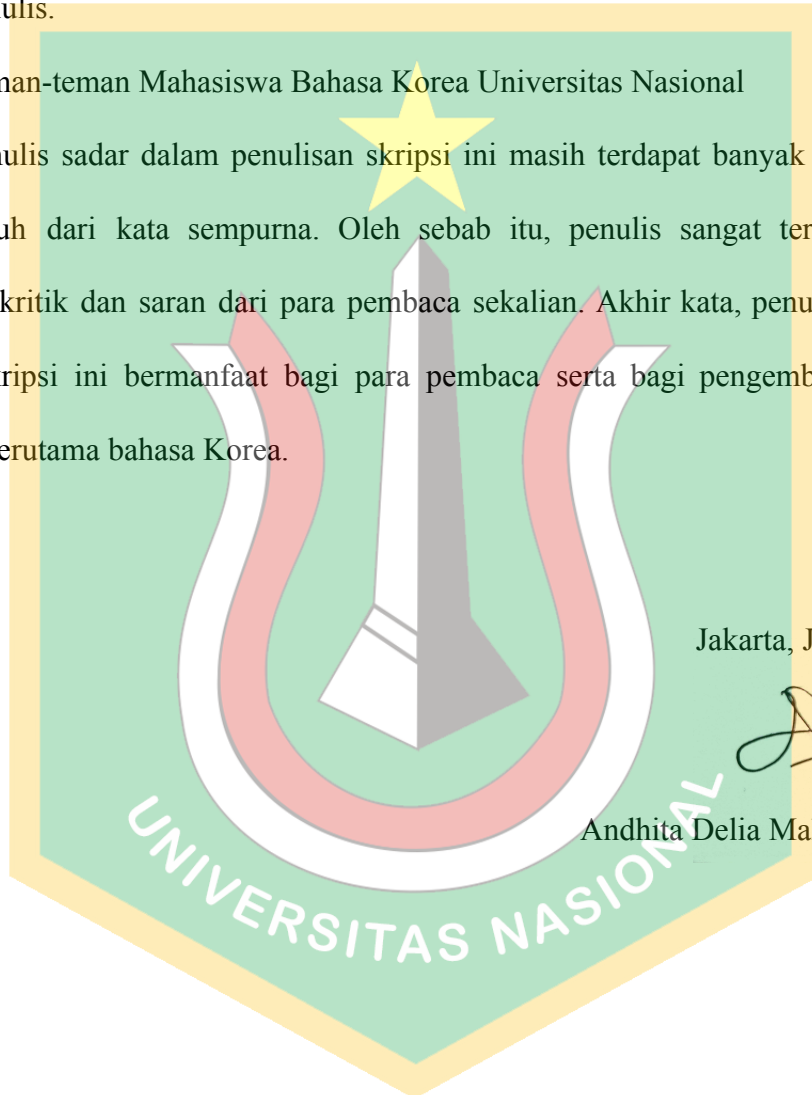 ulis.
man-teman Mahasiswa Bahasa Korea Universitas Nasional
ulis sadar dalam penulisan skripsi ini masih terdapat banyak
uh dari kata sempurna. Oleh sebab itu, penulis sangat ter
kritik dan saran dari para pembaca sekalian. Akhir kata, penu
ripsi ini bermanfaat bagi para pembaca serta bagi pengemb
erutama bahasa Korea.
Jakarta, J
Andhita Delia Ma
UNIVERSITAS NASIONAL